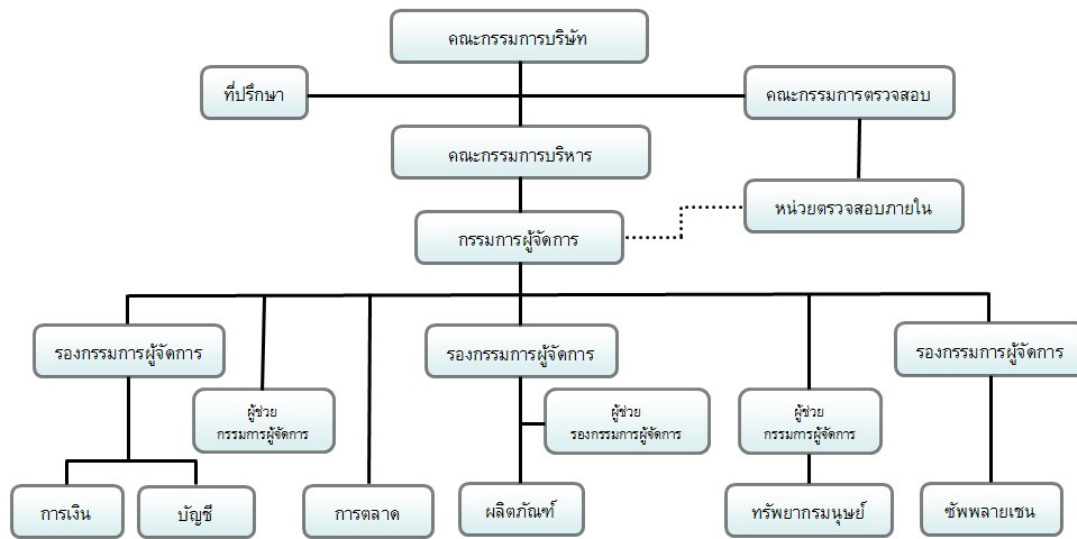 คณะกรรมการบริษัท
ที่ปรึกษา
คณะกรรมการตรวจสอบ
คณะกรรมการบริหาร
หน่วยตรวจสอบภายใน
กรรมการผู้จัดการ
รองกรรมการผู้จัดการ
รองกรรมการผู้จัดการ
รองกรรมการผู้จัดการ
ผู้ช่วย
กรรมการผู้จัดการ
ผู้ช่วย
รองกรรมการผู้จัดการ
ผู้ช่วย
กรรมการผู้จัดการ
การเงิน
บัญชี
การตลาด
ผลิตภัณฑ์
ทรัพยากรมนุษย์
ซัพพลายเชน